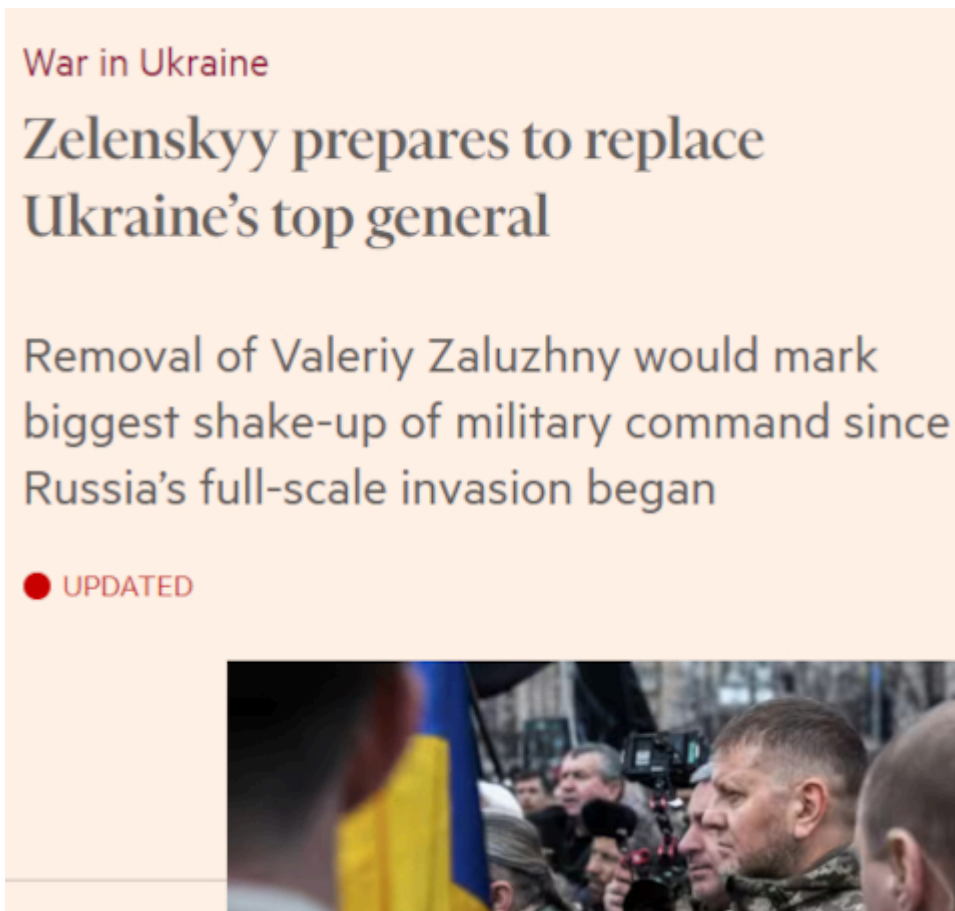 War in Ukraine
Zelenskyy prepares to replace
Ukraine’s top general
Removal of Valeriy Zaluzhny would mark
biggest shake-up of military command since
Russia’s full-scale invasion began
UPDATED